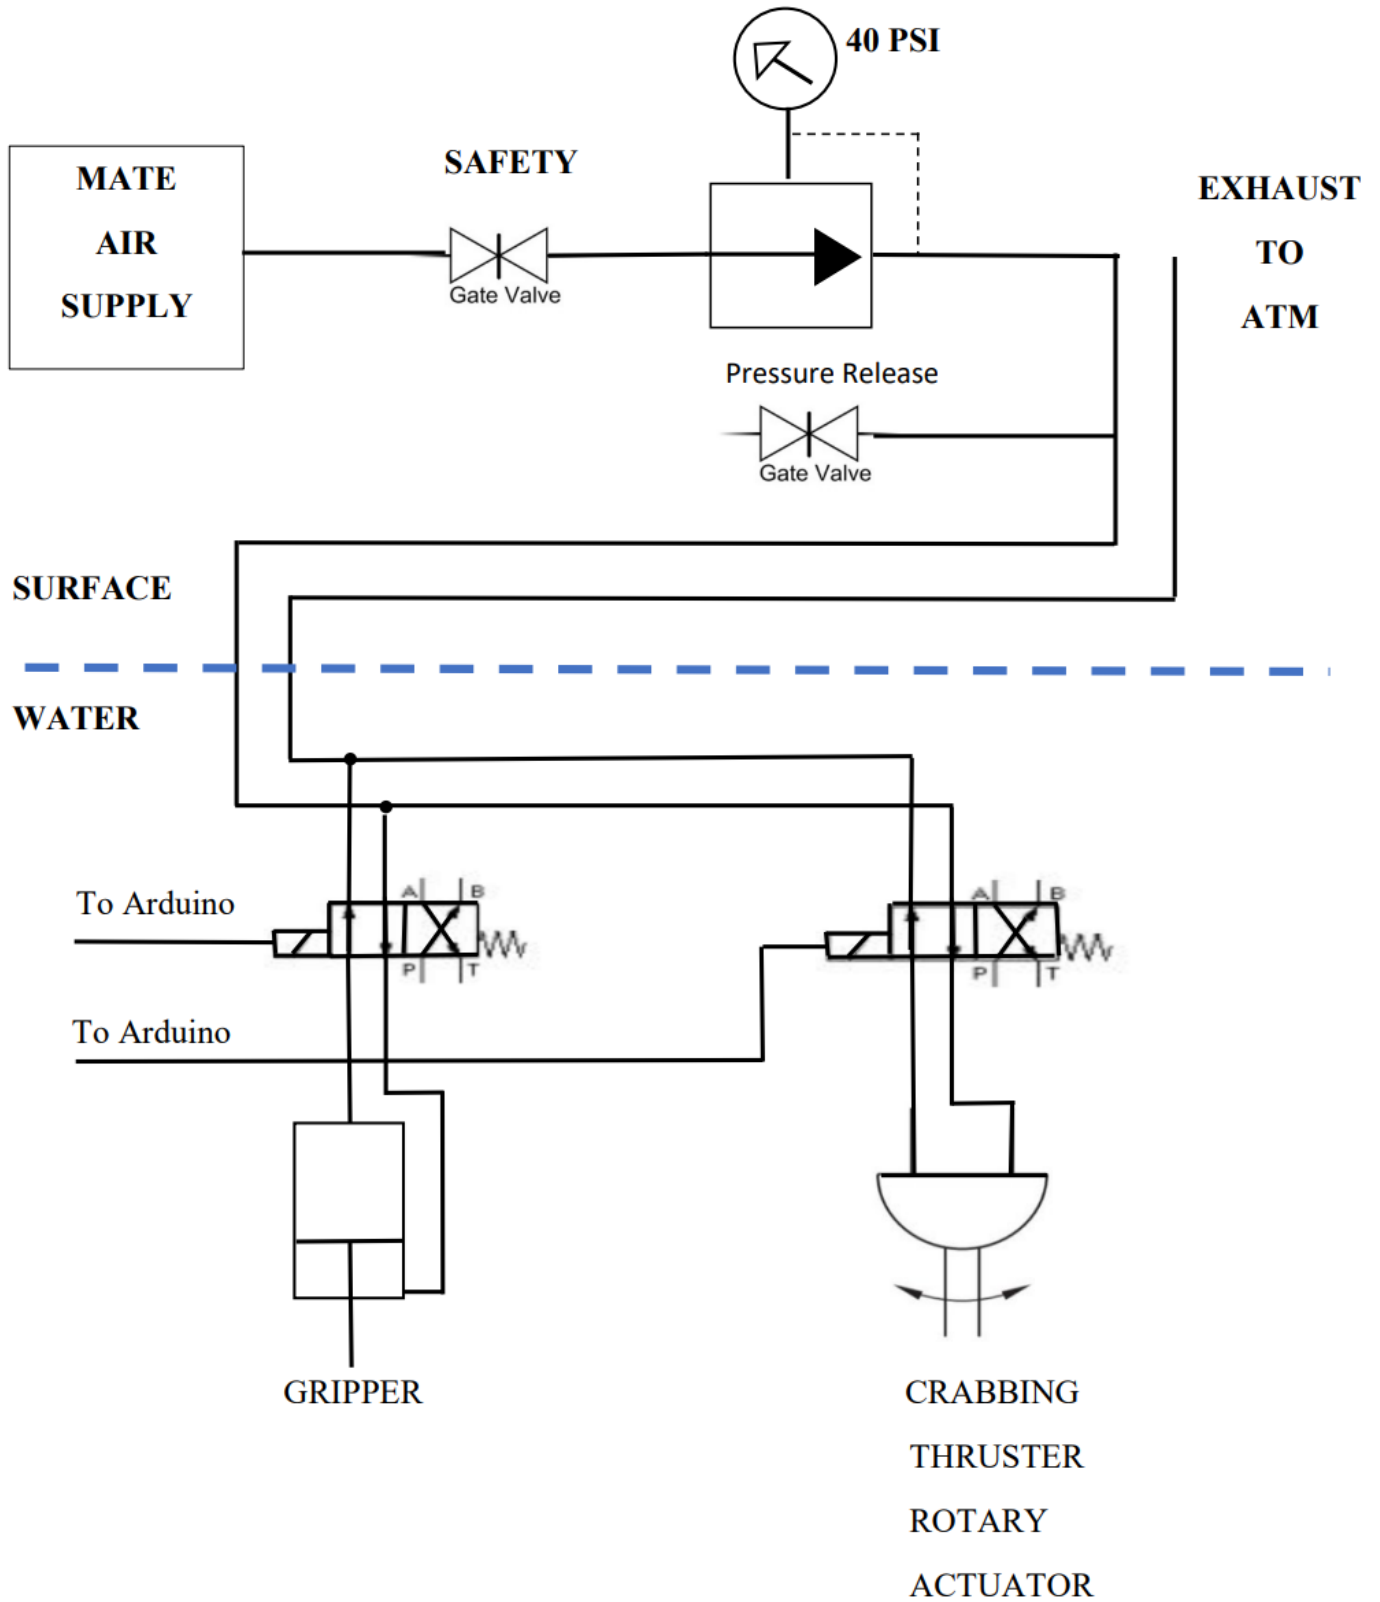 40 PSI
MATE
AIR
SUPPLY
SAFETY
Gate Valve
EXHAUST
TO
ATM
Pressure Release
Gate Valve
SURFACE
WATER
To Arduino
A B
P T
A B
P T
To Arduino
GRIPPER
CRABBING
THRUSTER
ROTARY
ACTUATOR